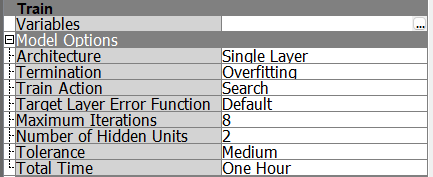 Train
Variables ...
Model Options
Architecture Single Layer
Termination Overfitting
Train Action Search
Target Layer Error Function Default
Maximum Iterations 8
Number of Hidden Units 2
Tolerance Medium
Total Time One Hour